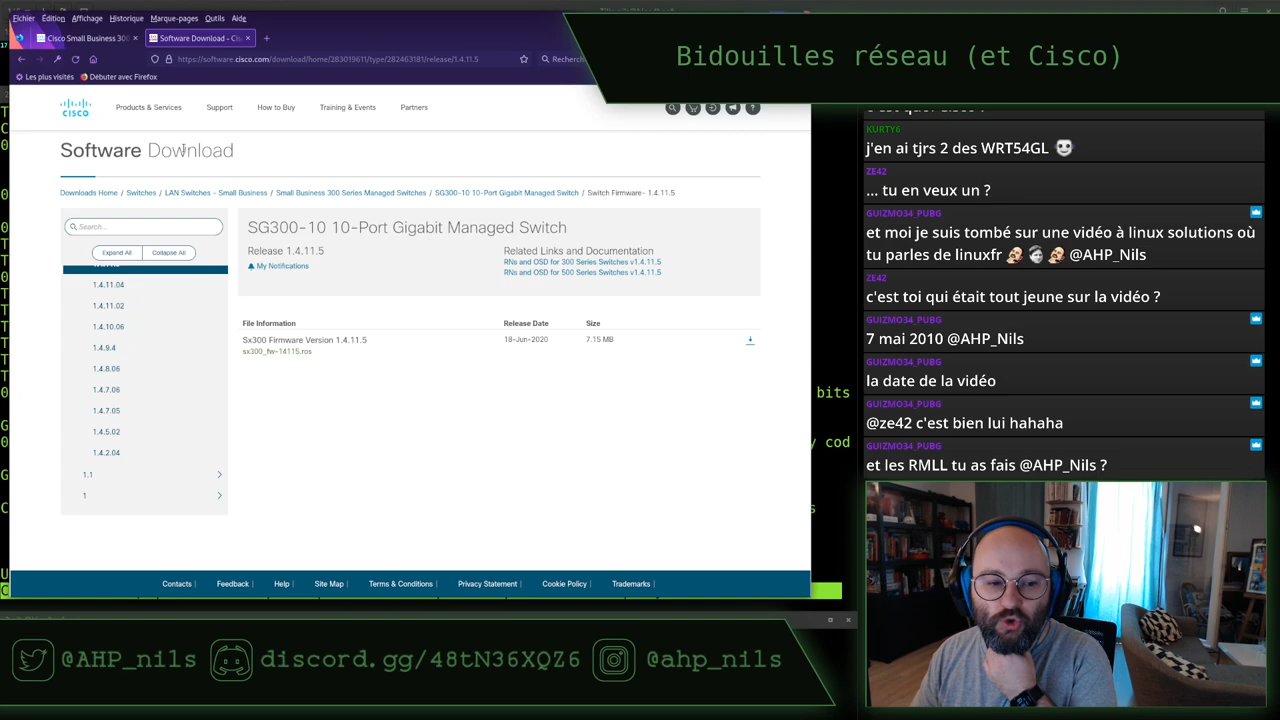 Fichier Édition Affichage Historique Marque-pages Outils Aide
Cisco Small Business 300 × Software Download - Cis × +
https://software.cisco.com/download/home/283019611/type/282463181/release/1.4.11.5
Recherch
Les plus visités Débuter avec Firefox
CISCO
Products & Services Support How to Buy Training & Events Partners
Software Download
Downloads Home / Switches / LAN Switches - Small Business / Small Business 300 Series Managed Switches / SG300-10 10-Port Gigabit Managed Switch / Switch Firmware- 1.4.11.5
Search...
Expand All Collapse All
1.4.11.04
1.4.11.02
1.4.10.06
1.4.9.4
1.4.8.06
1.4.7.06
1.4.7.05
1.4.5.02
1.4.2.04
1.1
1
SG300-10 10-Port Gigabit Managed Switch
Release 1.4.11.5
My Notifications
Related Links and Documentation
RNs and OSD for 300 Series Switches v1.4.11.5
RNs and OSD for 500 Series Switches v1.4.11.5
File Information Release Date Size
Sx300 Firmware Version 1.4.11.5 18-Jun-2020 7.15 MB
sx300_fw-14115.ros
Contacts | Feedback | Help | Site Map | Terms & Conditions | Privacy Statement | Cookie Policy | Trademarks |
bits
y cod
Bidouilles réseau (et Cisco)
KURTY6
j'en ai tjrs 2 des WRT54GL
ZE42
... tu en veux un ?
GUIZMO34_PUBG
et moi je suis tombé sur une vidéo à linux solutions où
tu parles de linuxfr @AHP_Nils
ZE42
c'est toi qui était tout jeune sur la vidéo ?
GUIZMO34_PUBG
7 mai 2010 @AHP_Nils
GUIZMO34_PUBG
la date de la vidéo
GUIZMO34_PUBG
@ze42 c'est bien lui hahaha
GUIZMO34_PUBG
et les RMLL tu as fais @AHP_Nils ?
@AHP_nils discord.gg/48tN36XQZ6 @ahp_nils